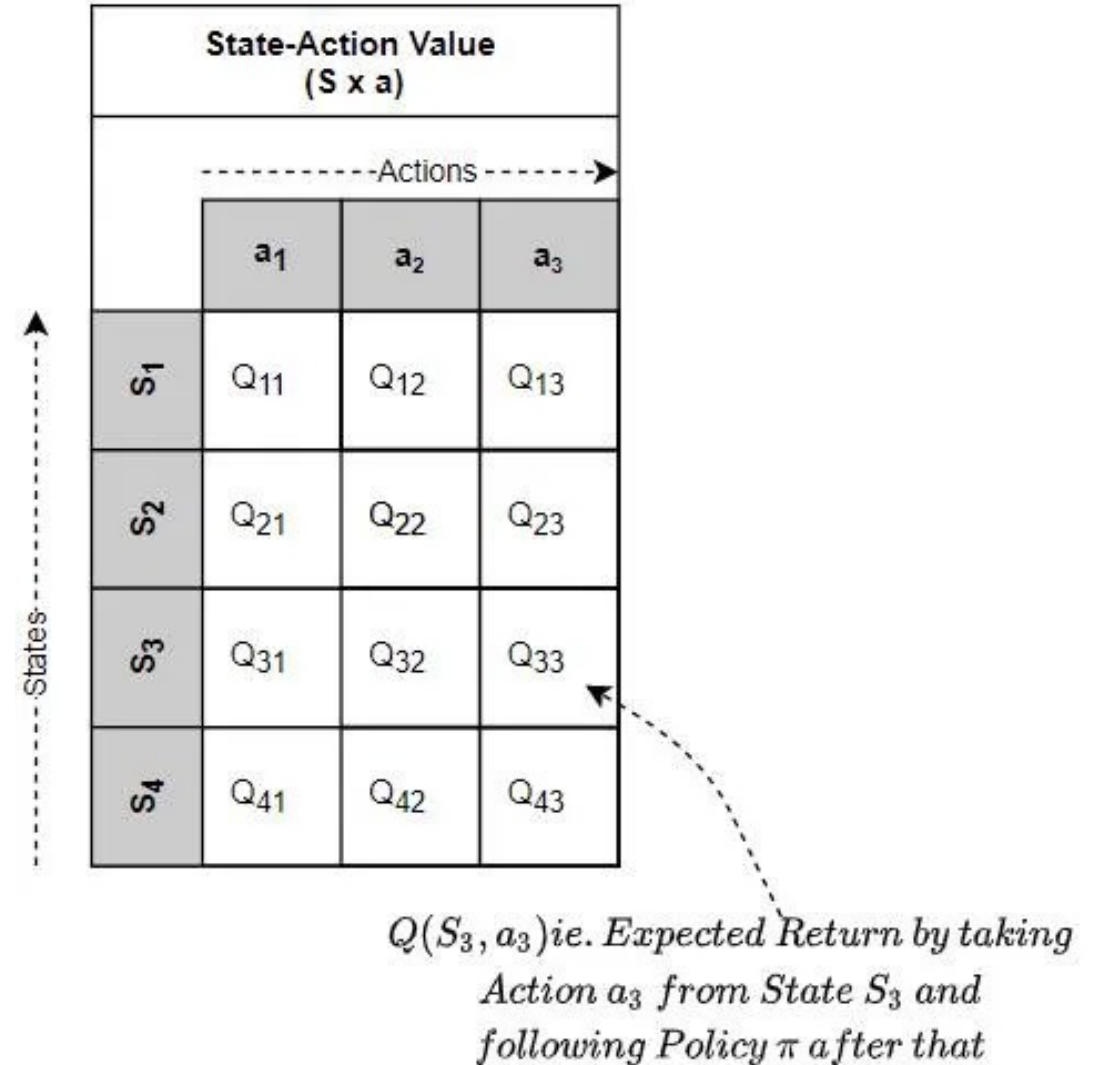 State-Action Value
(S x a)
Actions
a₁ a₂ a₃
S₁ Q₁₁ Q₁₂ Q₁₃
S₂ Q₂₁ Q₂₂ Q₂₃
S₃ Q₃₁ Q₃₂ Q₃₃
S₄ Q₄₁ Q₄₂ Q₄₃
States
Q(S₃, a₃)ie. Expected Return by taking
Action a₃ from State S₃ and
following Policy π after that